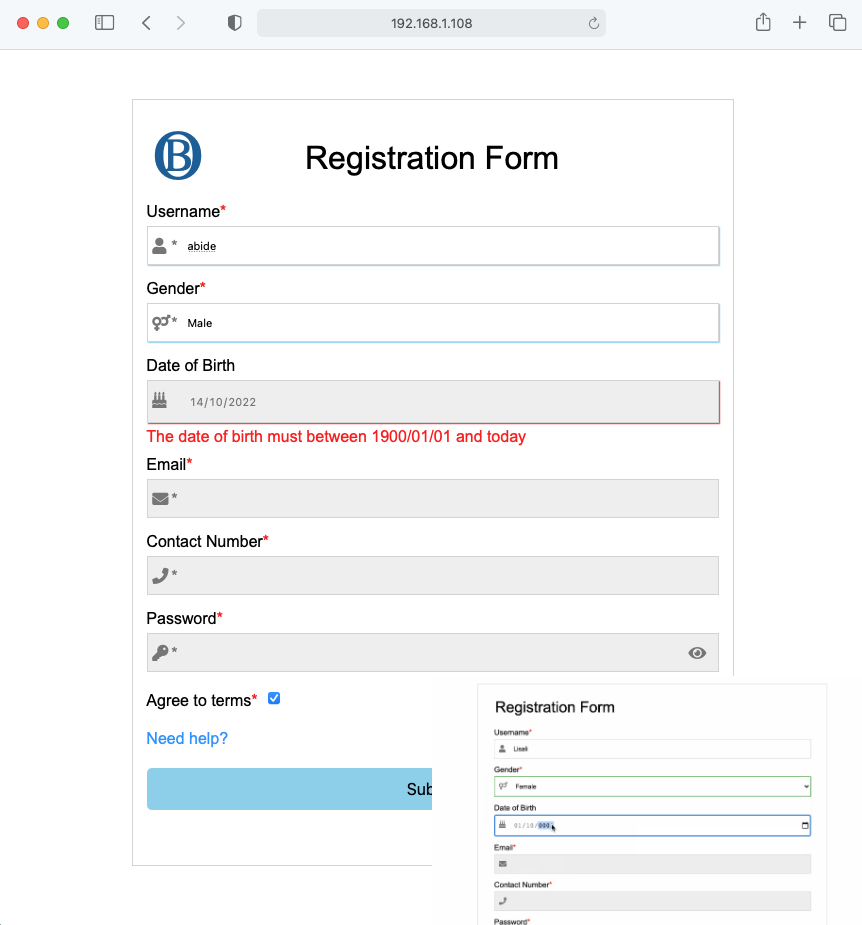 192.168.1.108
B
Registration Form
Username*
* abide
Gender*
* Male
Date of Birth
14/10/2022
The date of birth must between 1900/01/01 and today
Email*
*
Contact Number*
*
Password*
*
Agree to terms*
Need help?
Sub
Registration Form
Username*
Lisali
Gender*
Female
Date of Birth
01/10/000
Email*
Contact Number*
Password*